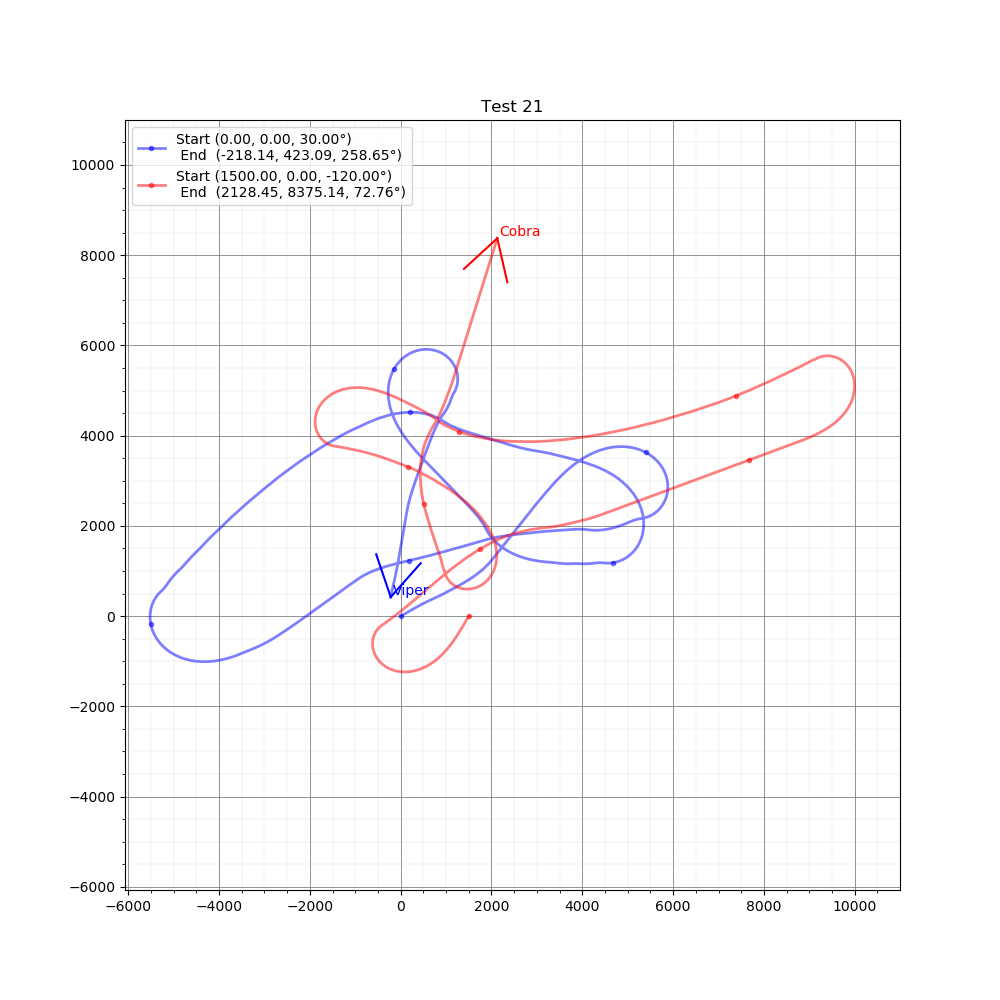 Test 21
Start (0.00, 0.00, 30.00°)
End  (-218.14, 423.09, 258.65°)
Start (1500.00, 0.00, -120.00°)
End  (2128.45, 8375.14, 72.76°)
10000
8000
6000
4000
2000
0
−2000
−4000
−6000
Cobra
Viper
−6000 −4000 −2000 0 2000 4000 6000 8000 10000